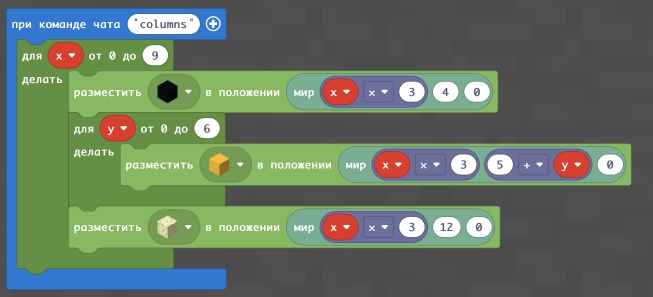 при команде чата "columns"
для x от 0 до 9
делать
разместить в положении мир x × 3 4 0
для y от 0 до 6
делать
разместить в положении мир x × 3 5 + y 0
разместить в положении мир x × 3 12 0